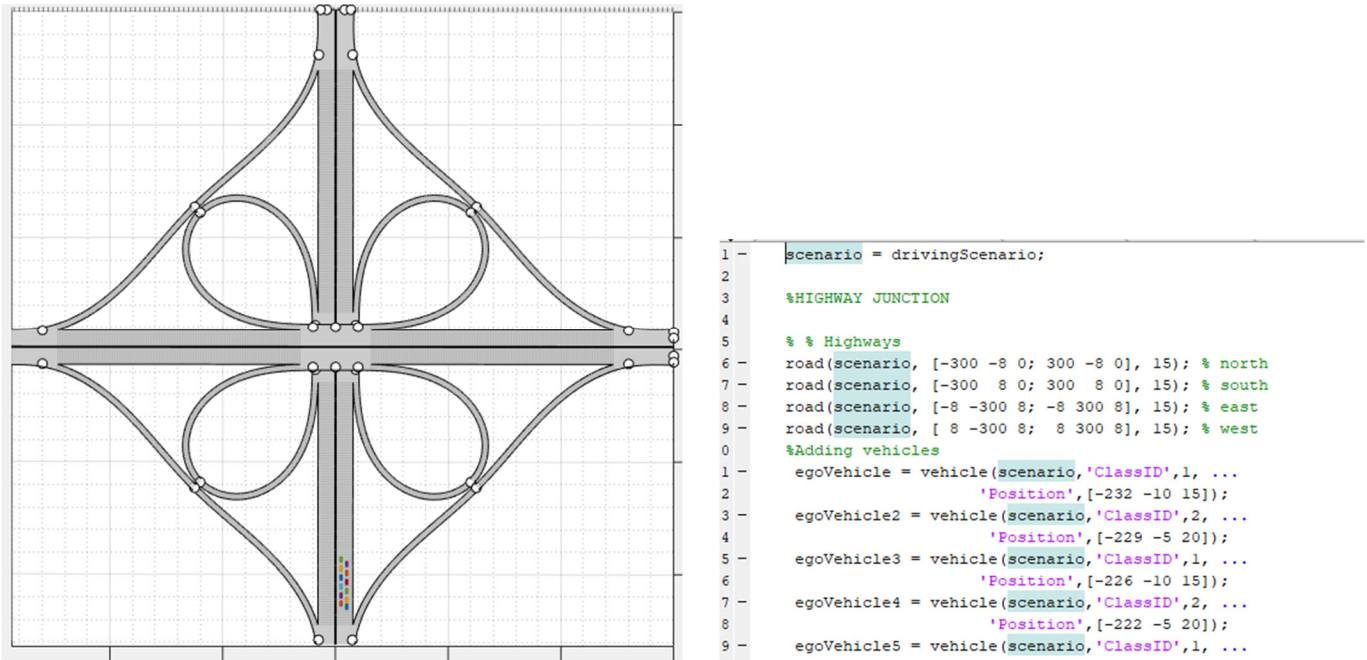 1 - scenario = drivingScenario;
2
3 %HIGHWAY JUNCTION
4
5 % % Highways
6 - road(scenario, [-300 -8 0; 300 -8 0], 15); % north
7 - road(scenario, [-300  8 0; 300  8 0], 15); % south
8 - road(scenario, [-8 -300 8; -8 300 8], 15); % east
9 - road(scenario, [ 8 -300 8;  8 300 8], 15); % west
0 %Adding vehicles
1 - egoVehicle = vehicle(scenario,'ClassID',1, ...
2 'Position',[-232 -10 15]);
3 - egoVehicle2 = vehicle(scenario,'ClassID',2, ...
4 'Position',[-229 -5 20]);
5 - egoVehicle3 = vehicle(scenario,'ClassID',1, ...
6 'Position',[-226 -10 15]);
7 - egoVehicle4 = vehicle(scenario,'ClassID',2, ...
8 'Position',[-222 -5 20]);
9 - egoVehicle5 = vehicle(scenario,'ClassID',1, ...